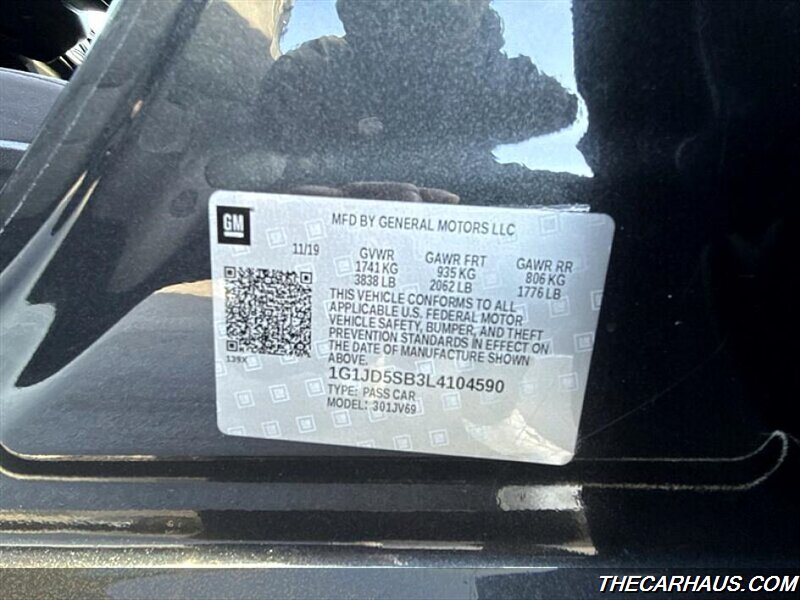 GM
MFD BY GENERAL MOTORS LLC
11/19
GVWR GAWR FRT GAWR RR
1741 KG 935 KG 806 KG
3838 LB 2062 LB 1776 LB
THIS VEHICLE CONFORMS TO ALL
APPLICABLE U.S. FEDERAL MOTOR
VEHICLE SAFETY, BUMPER, AND THEFT
PREVENTION STANDARDS IN EFFECT ON
THE DATE OF MANUFACTURE SHOWN
ABOVE.
139X
1G1JD5SB3L4104590
TYPE: PASS CAR
MODEL: 301JV69
THECARHAUS.COM